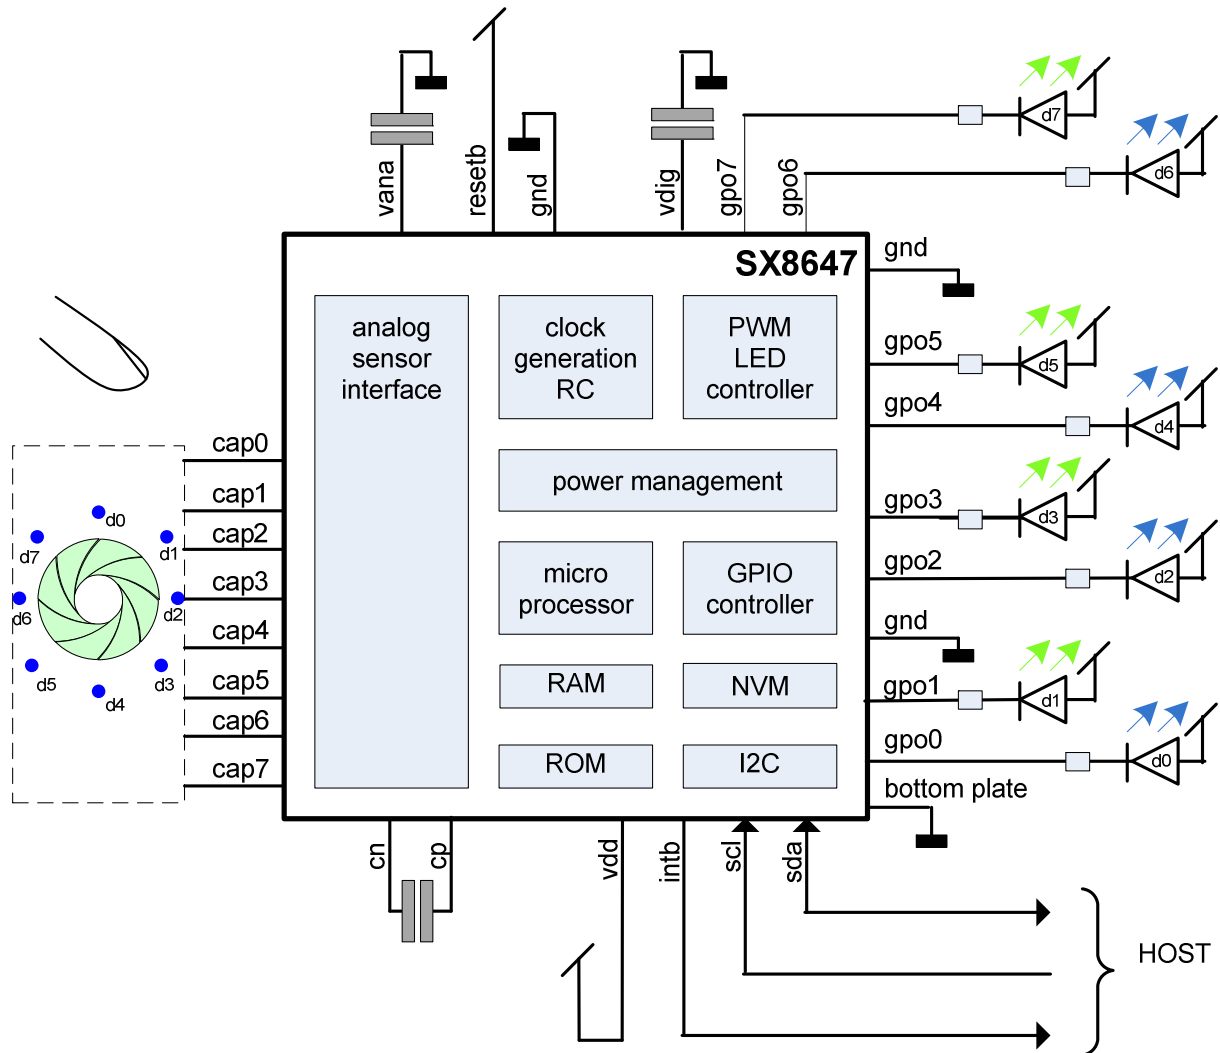 vana
resetb
gnd
vdig
gpo7
gpo6
d7
d6
SX8647
gnd
analog
sensor
interface
clock
generation
RC
PWM
LED
controller
gpo5
d5
gpo4
d4
cap0
cap1
cap2
cap3
cap4
cap5
cap6
cap7
d0
d1
d2
d3
d4
d5
d6
d7
power management
gpo3
d3
micro
processor
GPIO
controller
gpo2
d2
gnd
RAM
NVM
gpo1
d1
ROM
I2C
gpo0
d0
bottom plate
cn
cp
vdd
intb
scl
sda
HOST